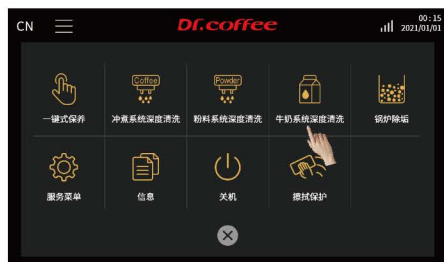 CN
Dr.coffee
00:15
2021/01/01
Coffee
Powder
一键式保养
冲煮系统深度清洗
粉料系统深度清洗
牛奶系统深度清洗
锅炉除垢
服务菜单
信息
关机
擦拭保护